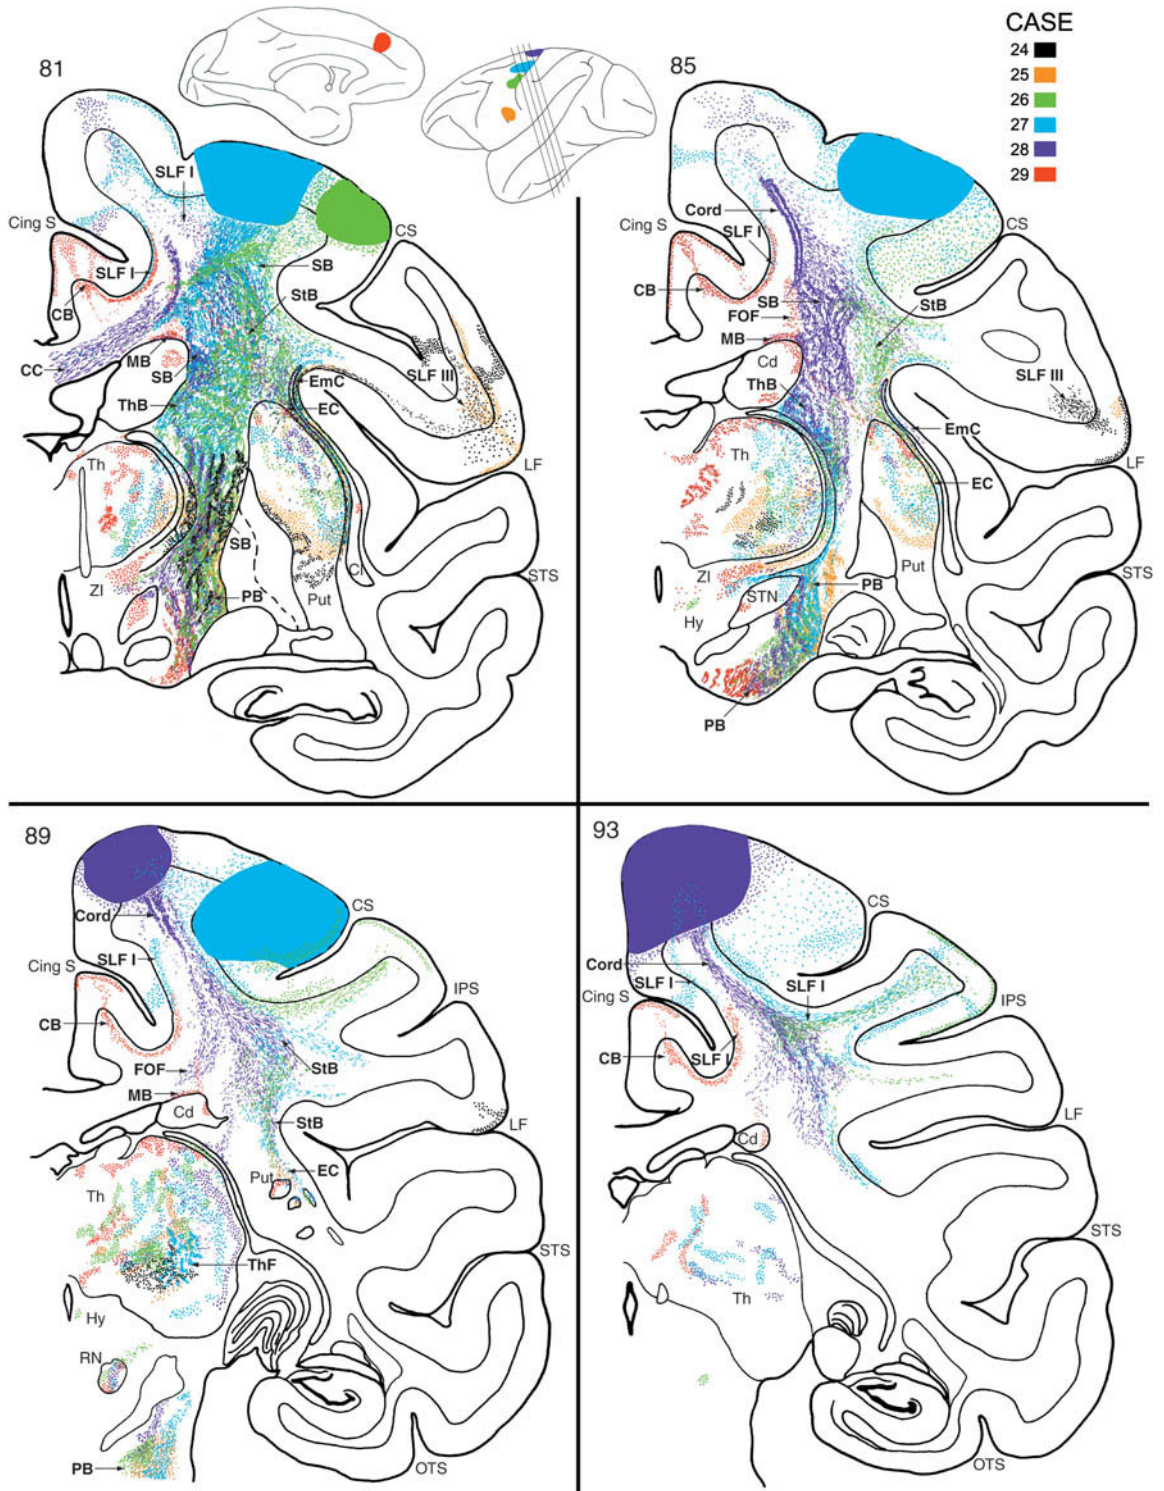 CASE
24
25
26
27
28
29
81
SLF I
Cing S
CS
SLF I
SB
CB
StB
MB
CC
SB
SLF III
EmC
ThB
EC
Th
LF
SB
Cl
ZI
STS
PB
Put
85
Cord
Cing S
SLF I
CS
CB
SB
StB
FOF
MB
Cd
SLF III
ThB
EmC
Th
LF
EC
ZI
Put
STS
STN
PB
Hy
PB
89
CS
Cord
SLF I
Cing S
IPS
CB
FOF
StB
MB
Cd
StB
LF
EC
Put
Th
STS
ThF
Hy
RN
PB
OTS
93
CS
Cord
SLF I
SLF I
Cing S
IPS
CB
SLF I
LF
Cd
STS
Th
OTS